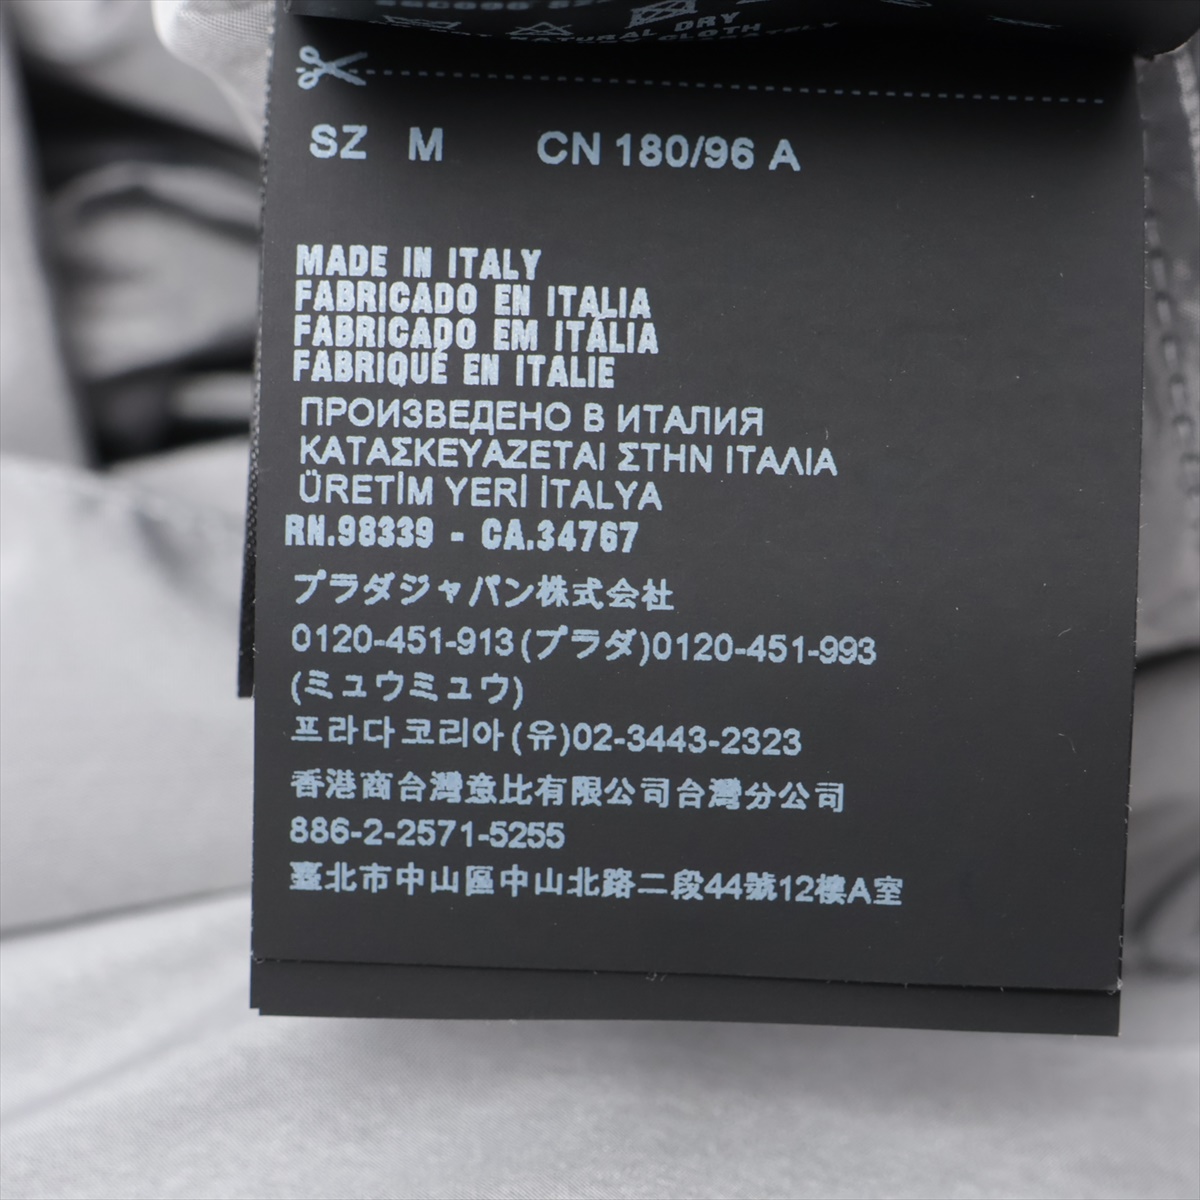 NATURAL DRY
SZ M CN 180/96 A
MADE IN ITALY
FABRICADO EN ITALIA
FABRICADO EM ITÁLIA
FABRIQUÉ EN ITALIE
ПРОИЗВЕДЕНО В ИТАЛИЯ
ΚΑΤΑΣΚΕΥΑΖΕΤΑΙ ΣΤΗΝ ΙΤΑΛΙΑ
ÜRETİM YERİ İTALYA
RN.98339 - CA.34767
プラダジャパン株式会社
0120-451-913(プラダ)0120-451-993
(ミュウミュウ)
프라다코리아(유)02-3443-2323
香港商台灣意比有限公司台灣分公司
886-2-2571-5255
臺北市中山區中山北路二段44號12樓A室